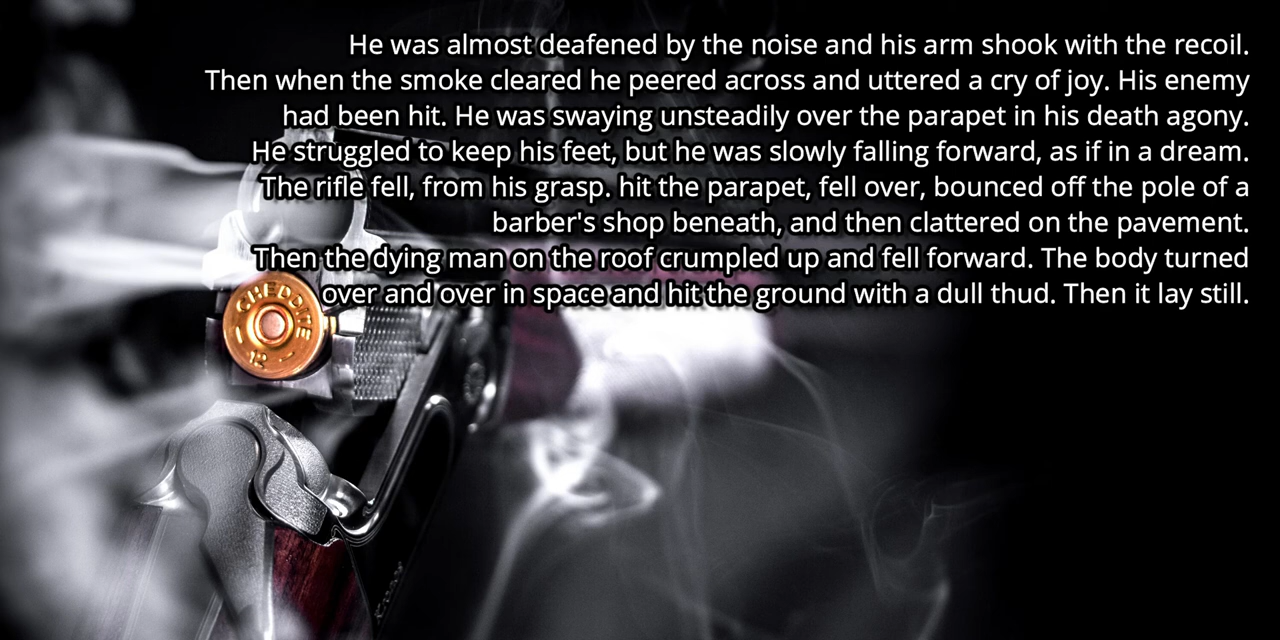 He was almost deafened by the noise and his arm shook with the recoil.
Then when the smoke cleared he peered across and uttered a cry of joy. His enemy
had been hit. He was swaying unsteadily over the parapet in his death agony.
He struggled to keep his feet, but he was slowly falling forward, as if in a dream.
The rifle fell, from his grasp. hit the parapet, fell over, bounced off the pole of a
barber's shop beneath, and then clattered on the pavement.
Then the dying man on the roof crumpled up and fell forward. The body turned
over and over in space and hit the ground with a dull thud. Then it lay still.
CHEDDITE
12